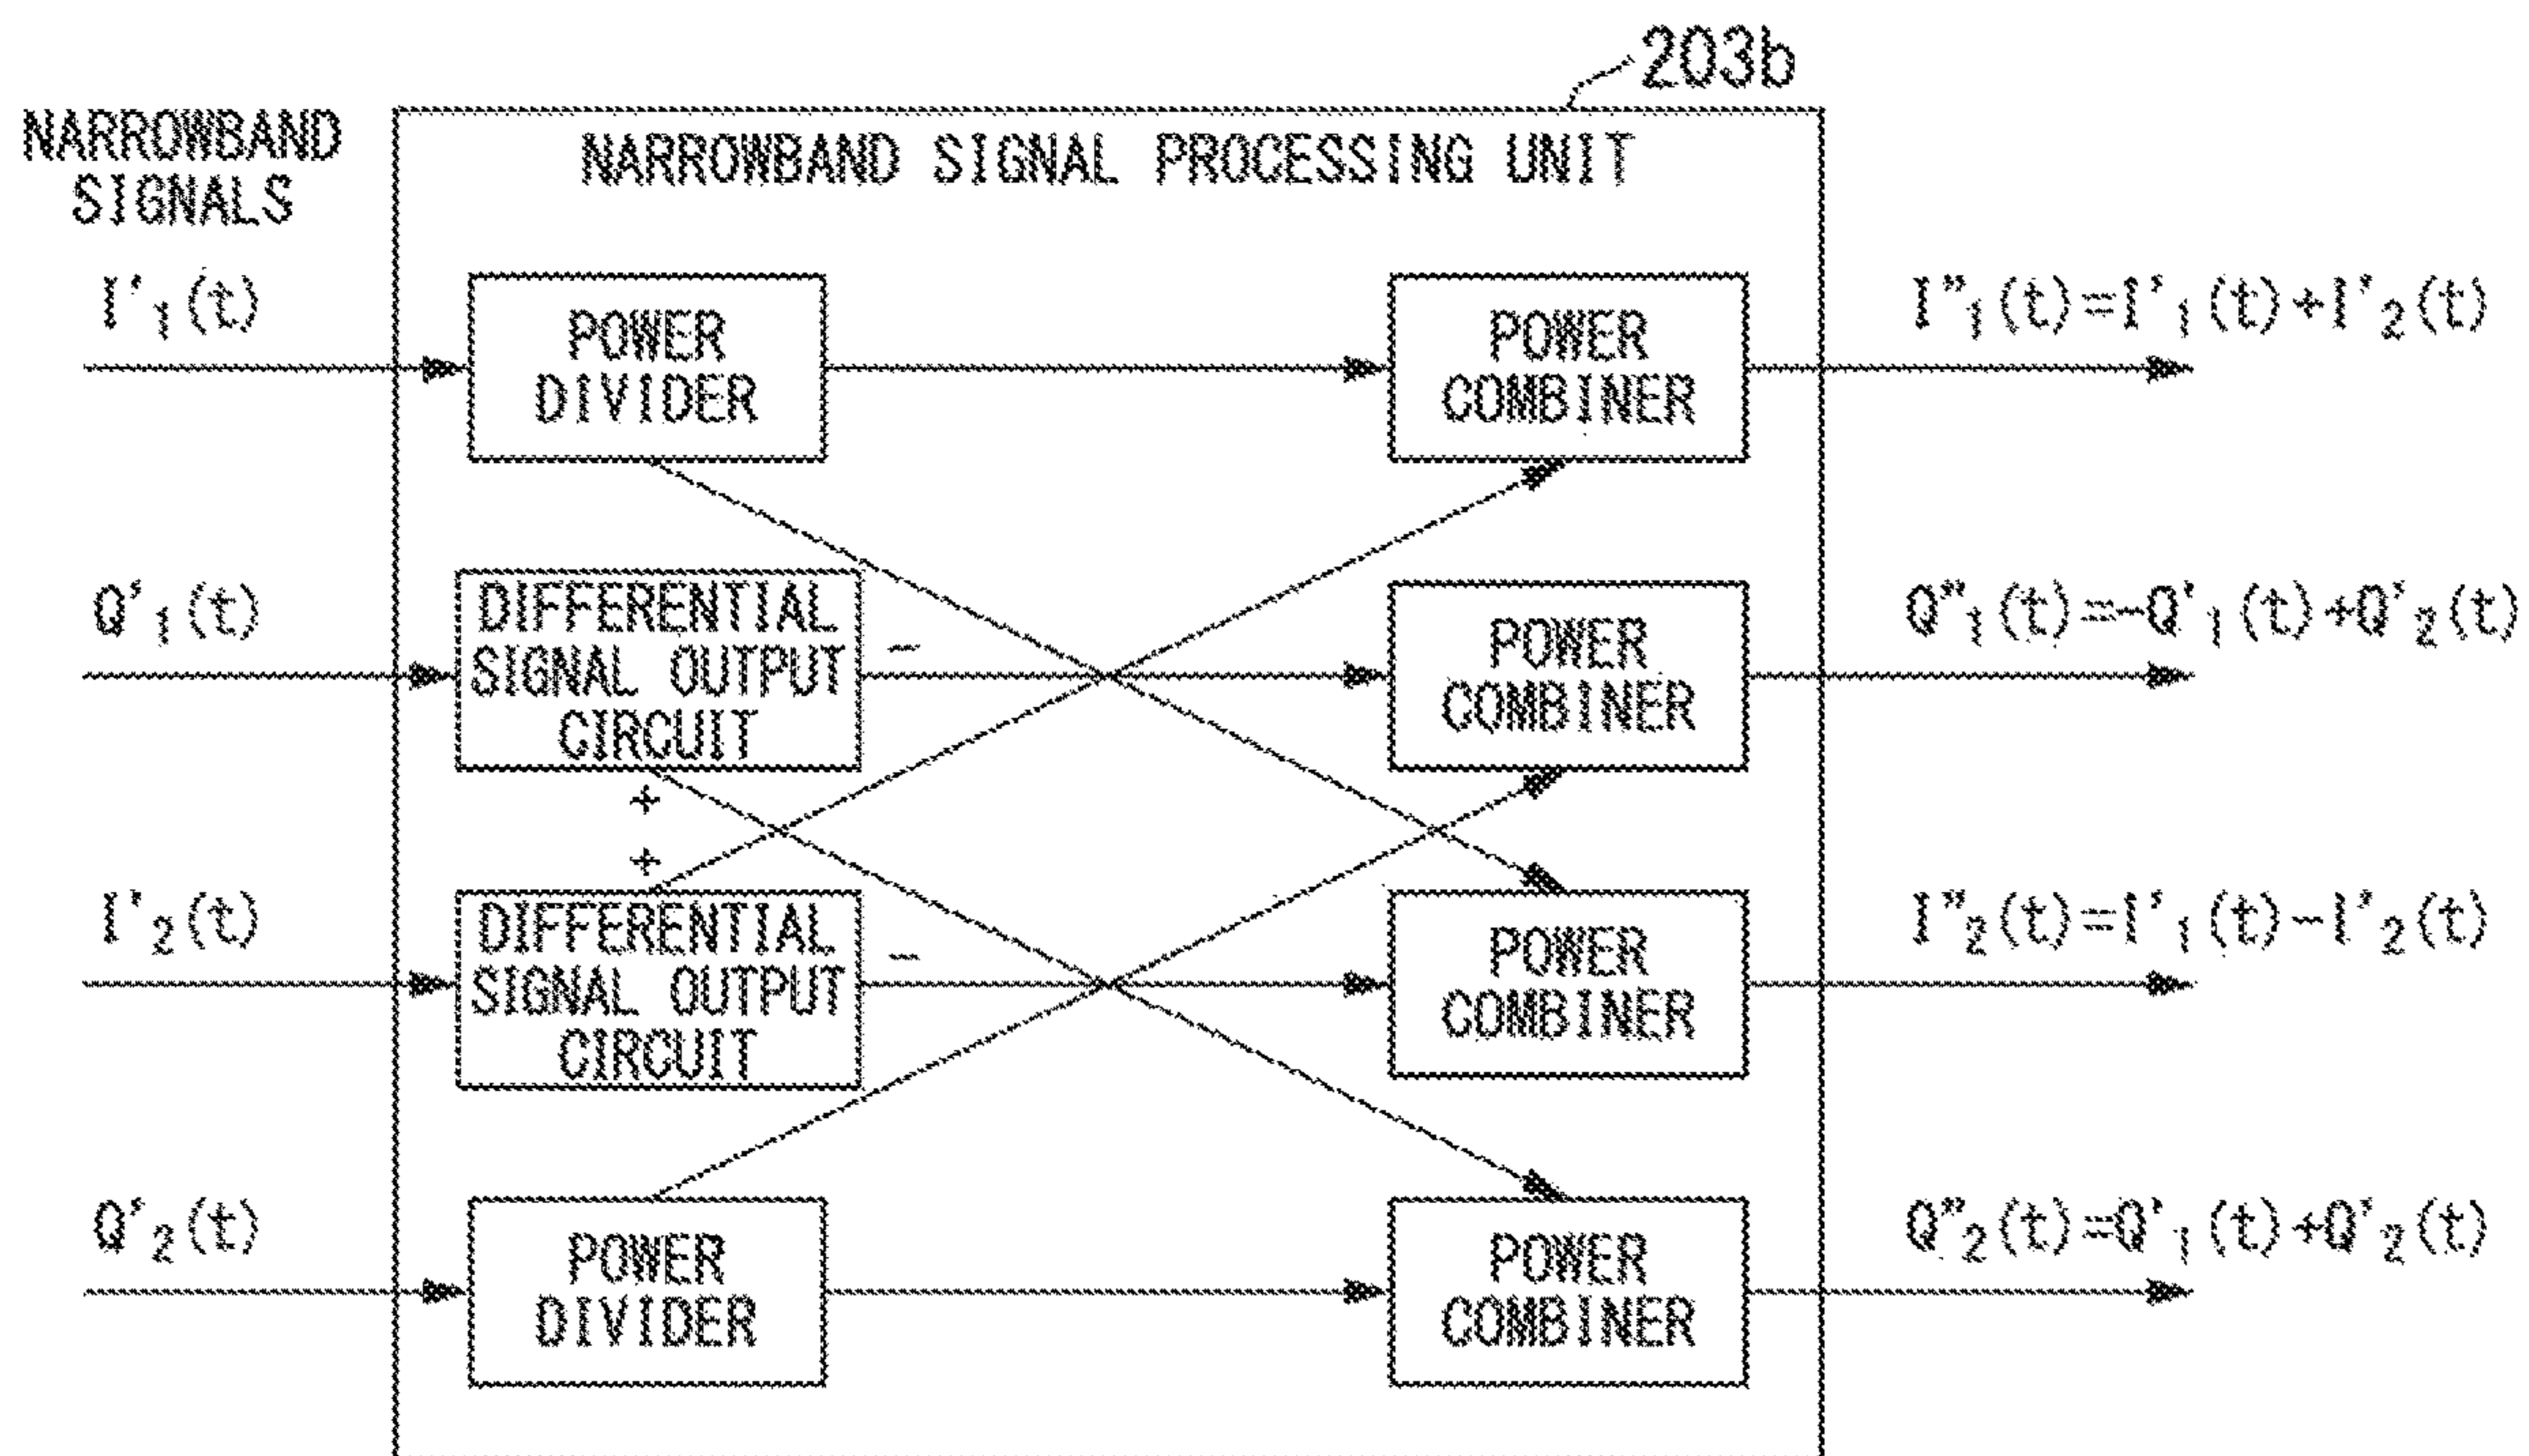 203b
NARROWBAND
SIGNALS
NARROWBAND SIGNAL PROCESSING UNIT
I'1(t)
POWER
DIVIDER
POWER
COMBINER
I"1(t)=I'1(t)+I'2(t)
Q'1(t)
DIFFERENTIAL
SIGNAL OUTPUT
CIRCUIT
-
+
POWER
COMBINER
Q"1(t)=-Q'1(t)+Q'2(t)
I'2(t)
+
DIFFERENTIAL
SIGNAL OUTPUT
CIRCUIT
-
POWER
COMBINER
I"2(t)=I'1(t)-I'2(t)
Q'2(t)
POWER
DIVIDER
POWER
COMBINER
Q"2(t)=Q'1(t)+Q'2(t)